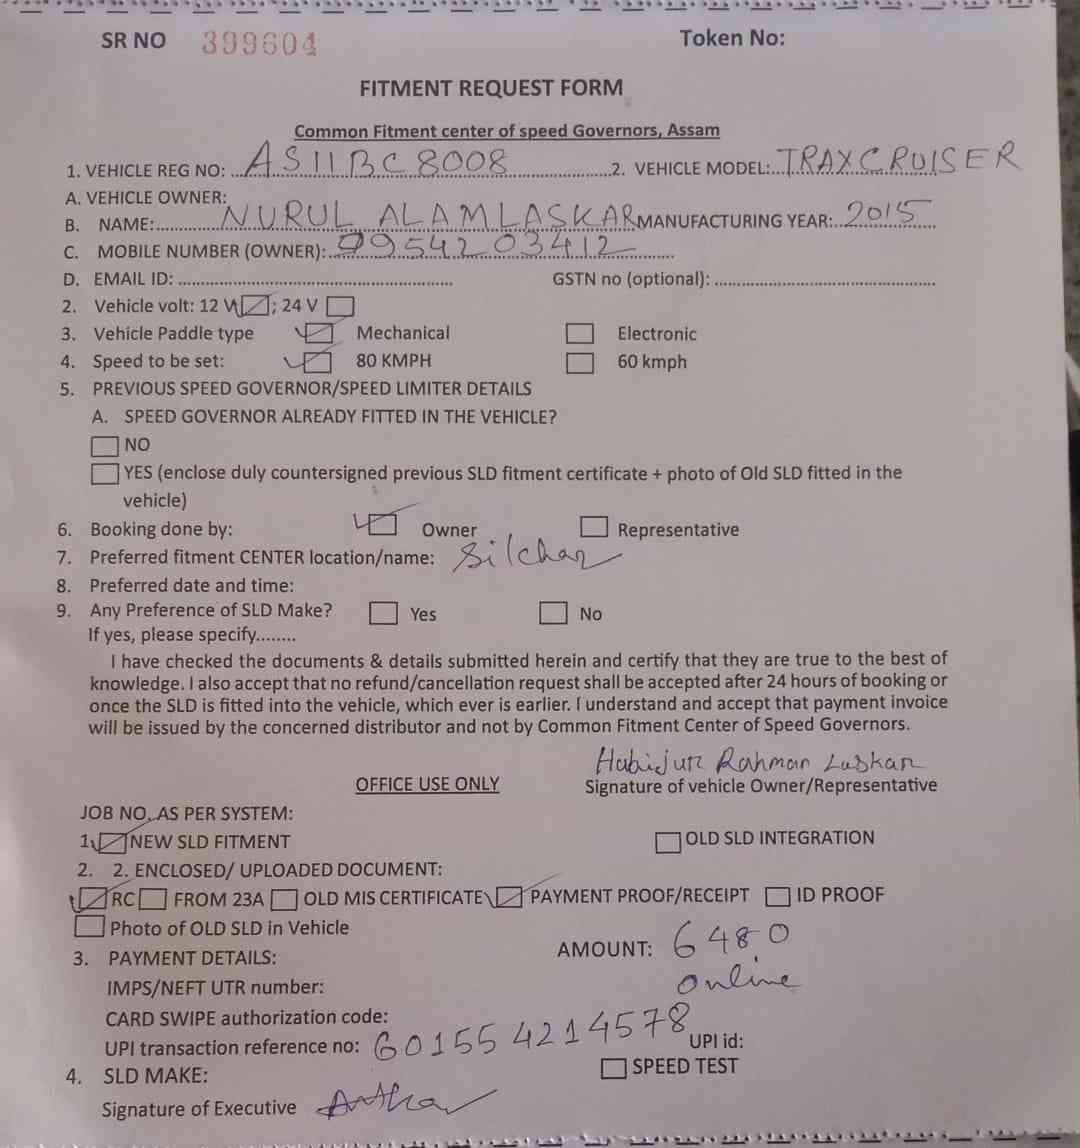 SR NO 399604 Token No:
FITMENT REQUEST FORM
Common Fitment center of speed Governors, Assam
1. VEHICLE REG NO: AS11BC8008 2. VEHICLE MODEL: TRAXCRUISER
A. VEHICLE OWNER:
B. NAME: NURUL ALAM LASKAR MANUFACTURING YEAR: 2015
C. MOBILE NUMBER (OWNER): 9954203412
D. EMAIL ID: GSTN no (optional):
2. Vehicle volt: 12 V ; 24 V
3. Vehicle Paddle type Mechanical Electronic
4. Speed to be set: 80 KMPH 60 kmph
5. PREVIOUS SPEED GOVERNOR/SPEED LIMITER DETAILS
A. SPEED GOVERNOR ALREADY FITTED IN THE VEHICLE?
NO
YES (enclose duly countersigned previous SLD fitment certificate + photo of Old SLD fitted in the
vehicle)
6. Booking done by: Owner Representative
7. Preferred fitment CENTER location/name: Silchar
8. Preferred date and time:
9. Any Preference of SLD Make? Yes No
If yes, please specify........
I have checked the documents & details submitted herein and certify that they are true to the best of
knowledge. I also accept that no refund/cancellation request shall be accepted after 24 hours of booking or
once the SLD is fitted into the vehicle, which ever is earlier. I understand and accept that payment invoice
will be issued by the concerned distributor and not by Common Fitment Center of Speed Governors.
Habijur Rahman Laskar
OFFICE USE ONLY Signature of vehicle Owner/Representative
JOB NO. AS PER SYSTEM:
1. NEW SLD FITMENT OLD SLD INTEGRATION
2. 2. ENCLOSED/ UPLOADED DOCUMENT:
RC FROM 23A OLD MIS CERTIFICATE PAYMENT PROOF/RECEIPT ID PROOF
Photo of OLD SLD in Vehicle
3. PAYMENT DETAILS: AMOUNT: 6480
IMPS/NEFT UTR number: online
CARD SWIPE authorization code:
UPI transaction reference no: 601554214578 UPI id:
4. SLD MAKE: SPEED TEST
Signature of Executive